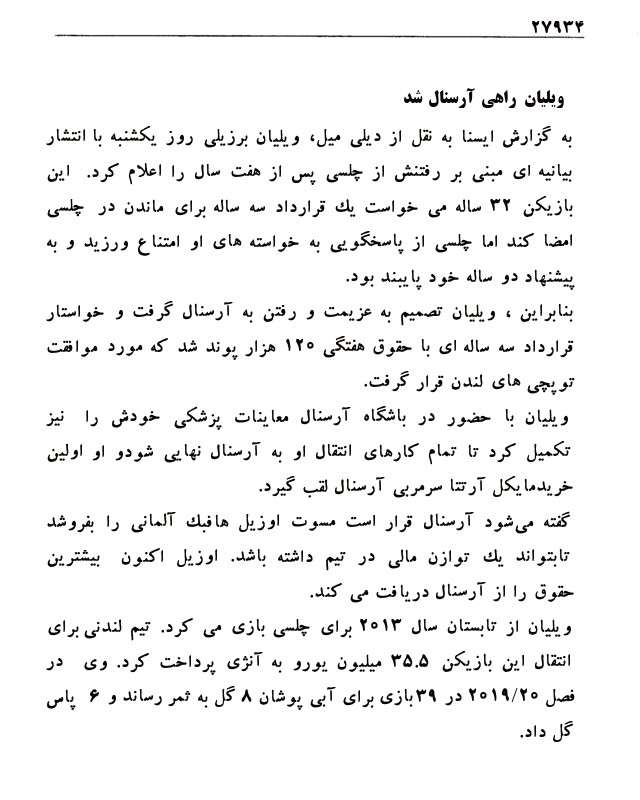 ۲۷۹۳۴
ویلیان راهی آرسنال شد
به گزارش ایسنا به نقل از دیلی میل، ویلیان برزیلی روز یکشنبه با انتشار
بیانیه ای مبنی بر رفتنش از چلسی پس از هفت سال را اعلام کرد. این
بازیکن ۳۲ ساله می خواست یك قرارداد سه ساله برای ماندن در چلسی
امضا کند اما چلسی از پاسخگویی به خواسته های او امتناع ورزید و به
پیشنهاد دو ساله خود پایبند بود.
بنابراین ، ویلیان تصمیم به عزیمت و رفتن به آرسنال گرفت و خواستار
قرارداد سه ساله ای با حقوق هفتگی ۱۲۰ هزار پوند شد که مورد موافقت
توپچی های لندن قرار گرفت.
ویلیان با حضور در باشگاه آرسنال معاینات پزشکی خودش را نیز
تکمیل کرد تا تمام کارهای انتقال او به آرسنال نهایی شودو او اولین
خریدمایکل آرتتا سرمربی آرسنال لقب گیرد.
گفته می‌شود آرسنال قرار است مسوت اوزیل هافبك آلمانی را بفروشد
تابتواند یك توازن مالی در تیم داشته باشد. اوزیل اکنون بیشترین
حقوق را از آرسنال دریافت می کند.
ویلیان از تابستان سال ۲۰۱۳ برای چلسی بازی می کرد. تیم لندنی برای
انتقال این بازیکن ۳۵.۵ میلیون یورو به آنژی پرداخت کرد. وی در
فصل ۲۰۱۹/۲۰ در ۳۹بازی برای آبی پوشان ۸ گل به ثمر رساند و ۶ پاس
گل داد.